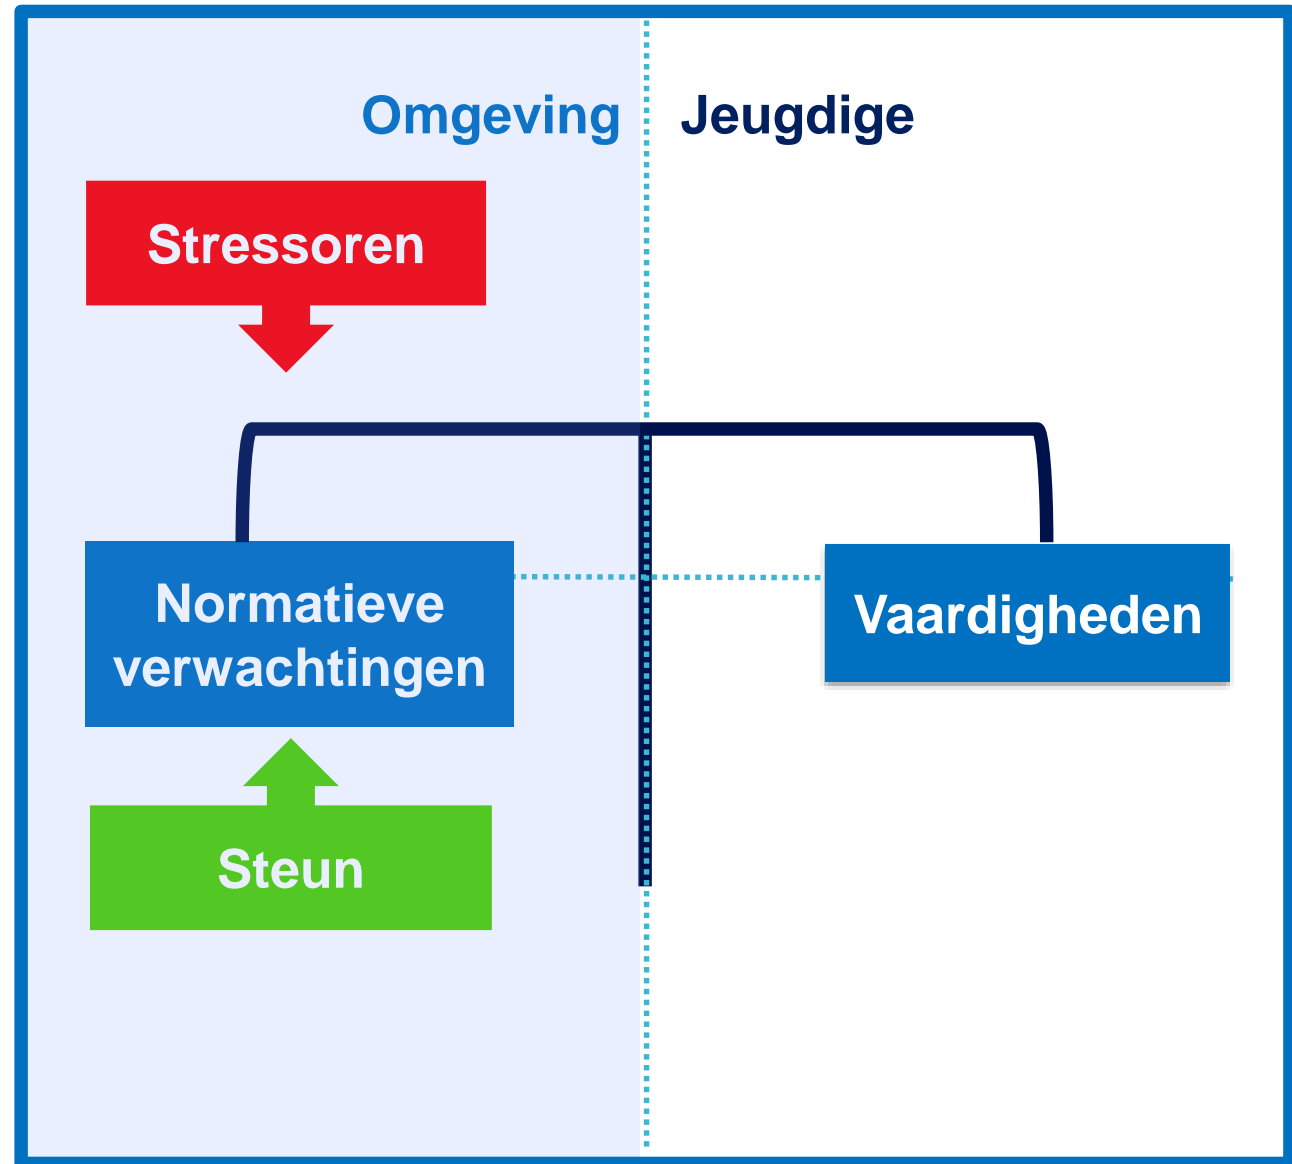 Omgeving
Jeugdige
Stressoren
Normatieve
verwachtingen
Vaardigheden
Steun